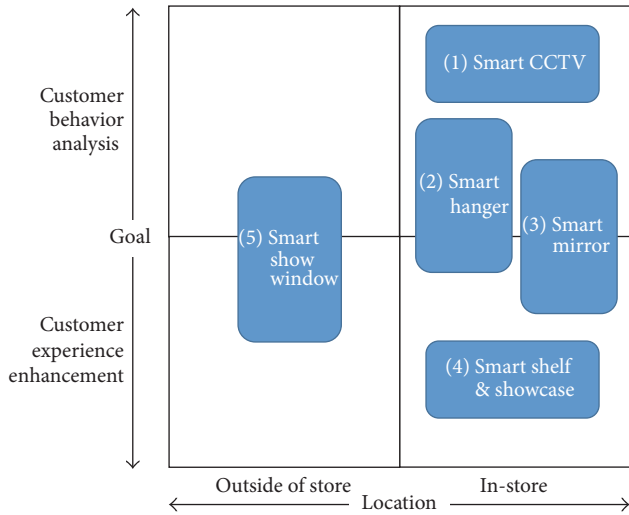 Customer
behavior
analysis
Goal
Customer
experience
enhancement
(1) Smart CCTV
(2) Smart
hanger
(3) Smart
mirror
(5) Smart
show
window
(4) Smart shelf
& showcase
Outside of store
In-store
Location